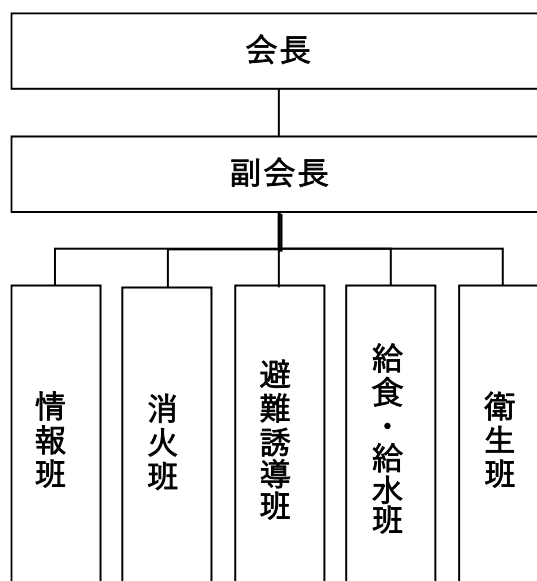 会長
副会長
情報班
消火班
避難誘導班
給食・給水班
衛生班